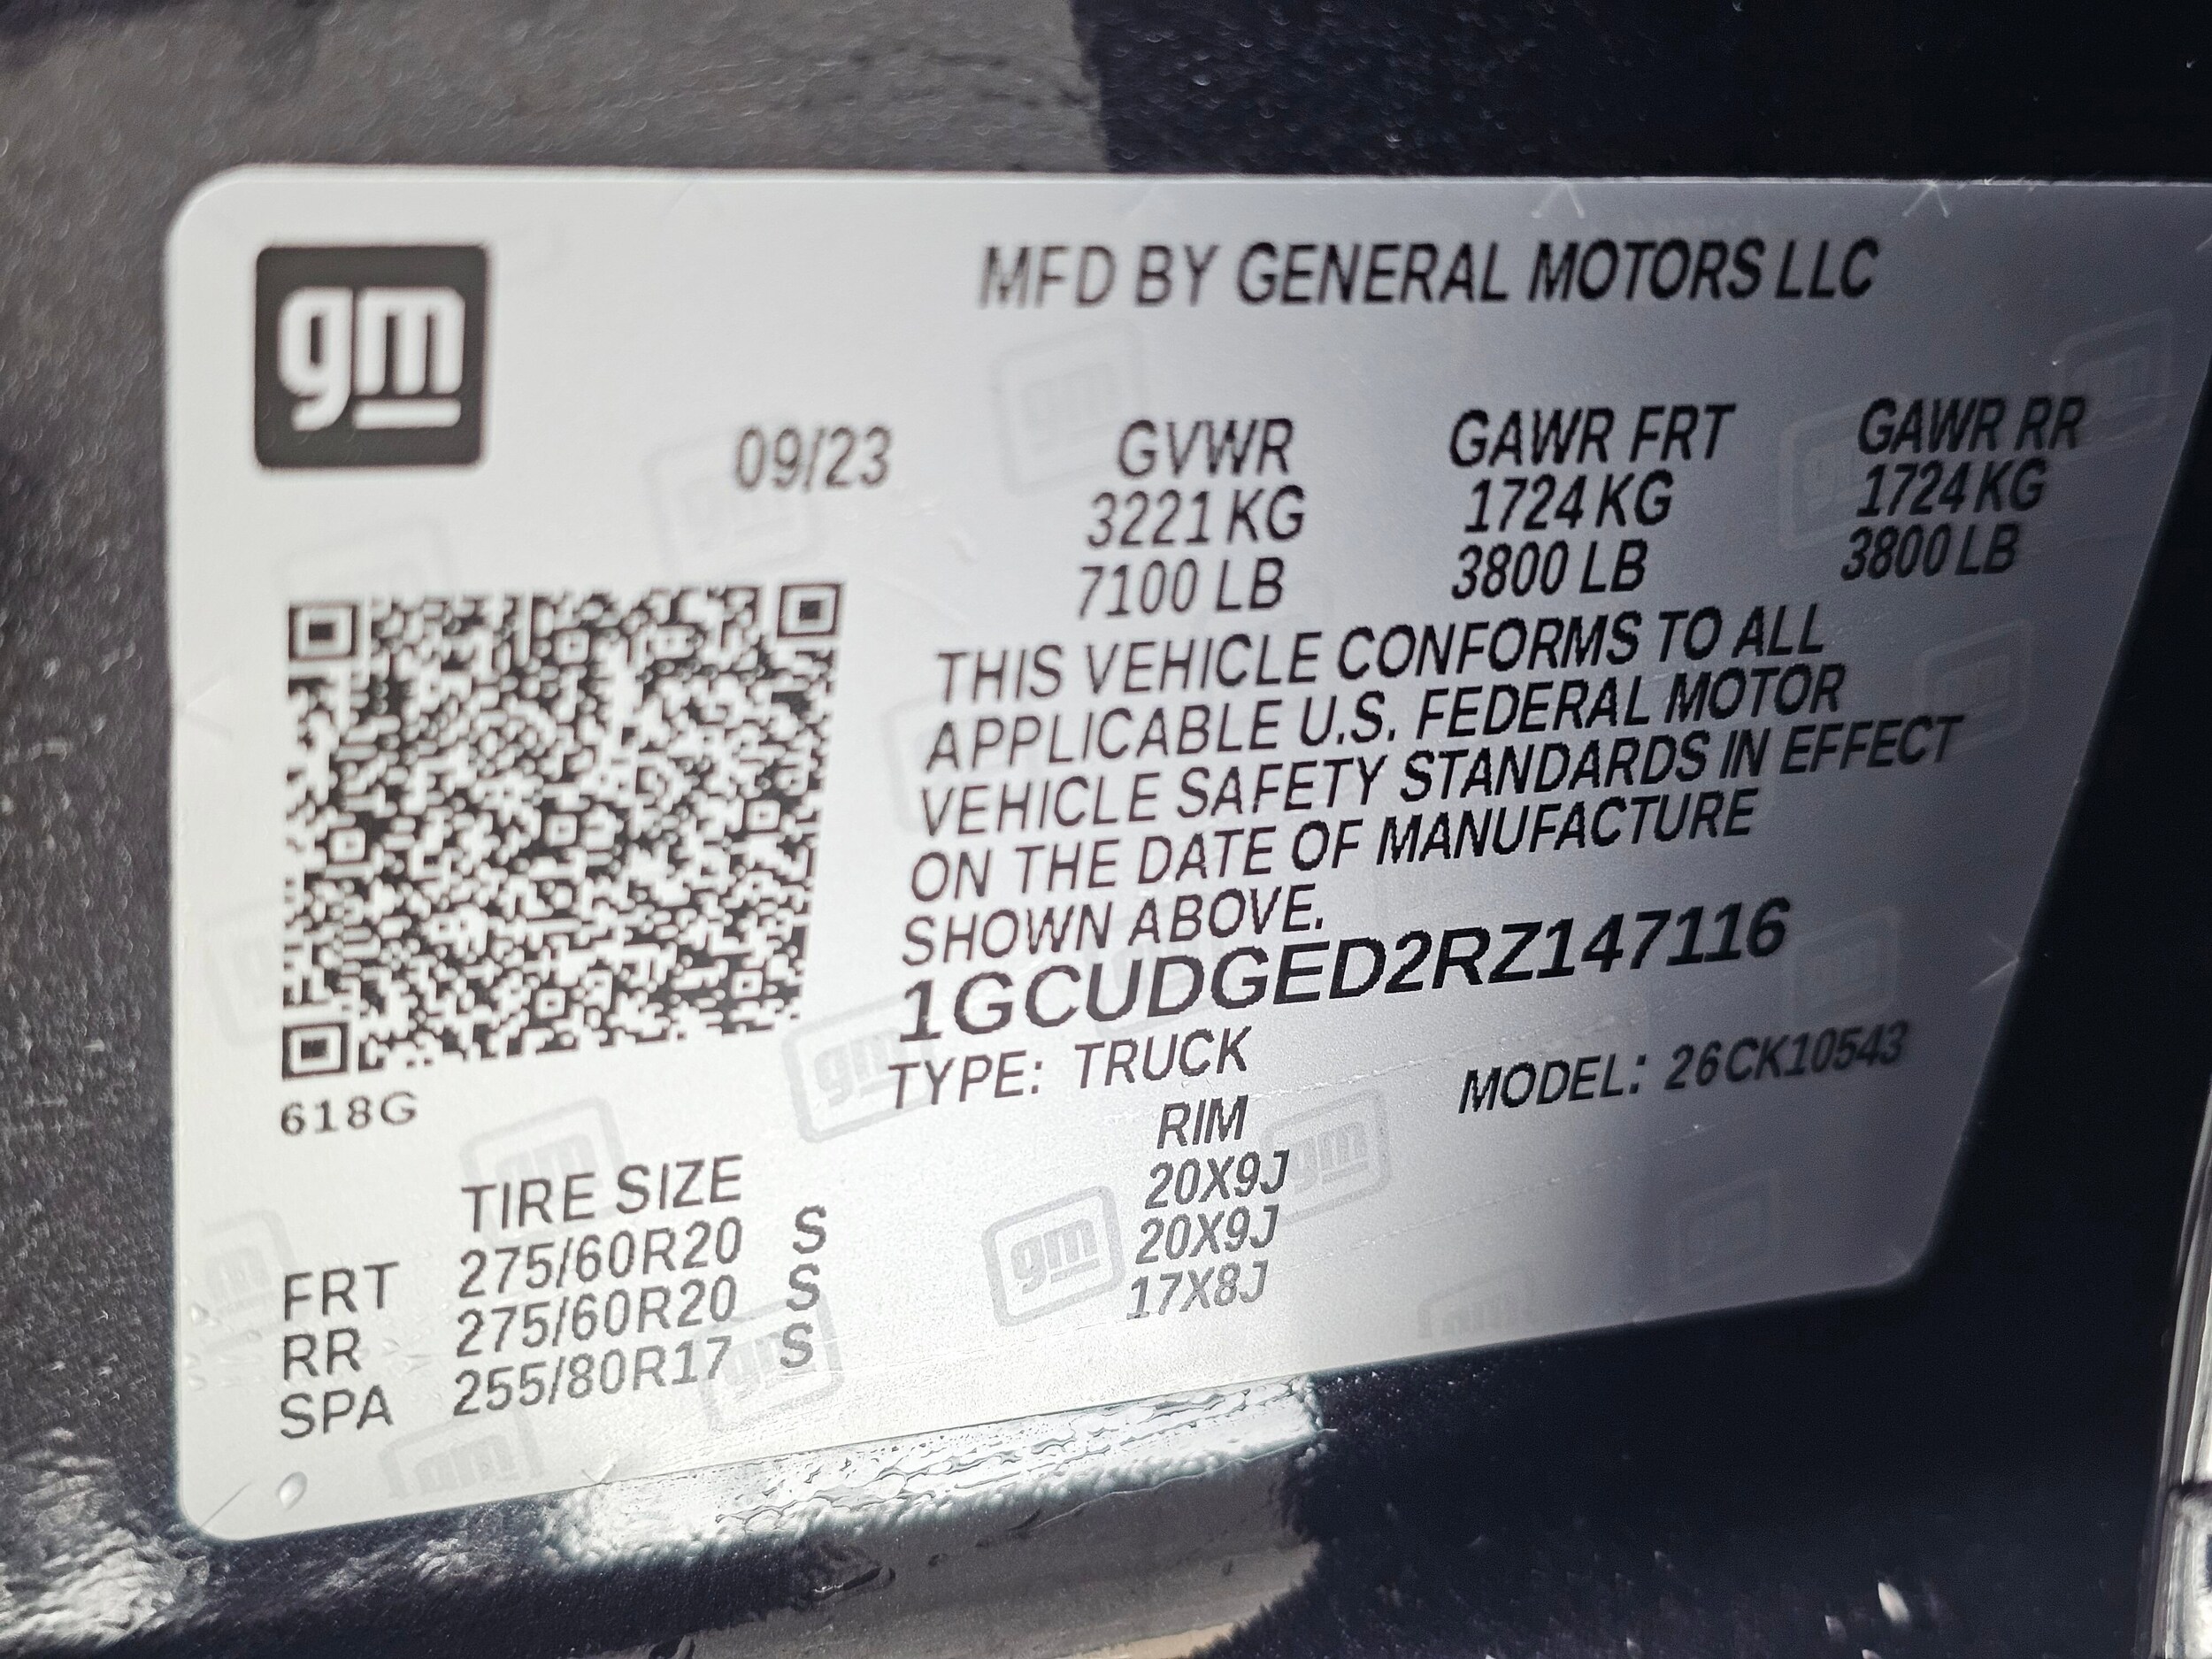 gm
MFD BY GENERAL MOTORS LLC
09/23 GVWR GAWR FRT GAWR RR
3221 KG 1724 KG 1724 KG
7100 LB 3800 LB 3800 LB
THIS VEHICLE CONFORMS TO ALL
APPLICABLE U.S. FEDERAL MOTOR
VEHICLE SAFETY STANDARDS IN EFFECT
ON THE DATE OF MANUFACTURE
SHOWN ABOVE.
1GCUDGED2RZ147116
TYPE: TRUCK MODEL: 26CK10543
618G
TIRE SIZE RIM
FRT 275/60R20 S 20X9J
RR 275/60R20 S 20X9J
SPA 255/80R17 S 17X8J